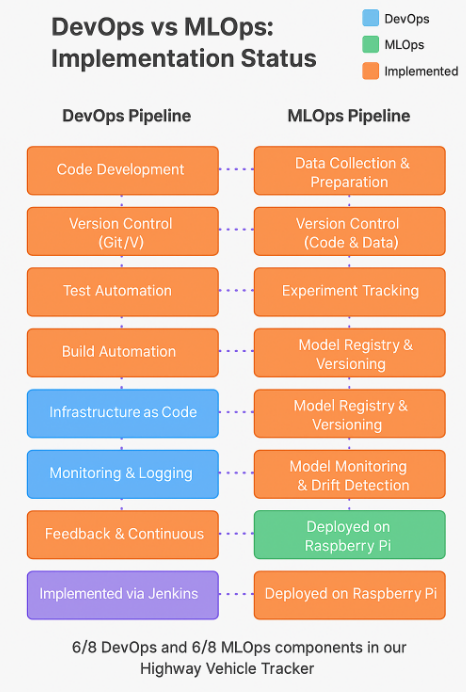 DevOps vs MLOps:
Implementation Status
DevOps
MLOps
Implemented
DevOps Pipeline
MLOps Pipeline
Code Development
Data Collection &
Preparation
Version Control
(Git/V)
Version Control
(Code & Data)
Test Automation
Experiment Tracking
Build Automation
Model Registry &
Versioning
Infrastructure as Code
Model Registry &
Versioning
Monitoring & Logging
Model Monitoring
& Drift Detection
Feedback & Continuous
Deployed on
Raspberry Pi
Implemented via Jenkins
Deployed on Raspberry Pi
6/8 DevOps and 6/8 MLOps components in our
Highway Vehicle Tracker